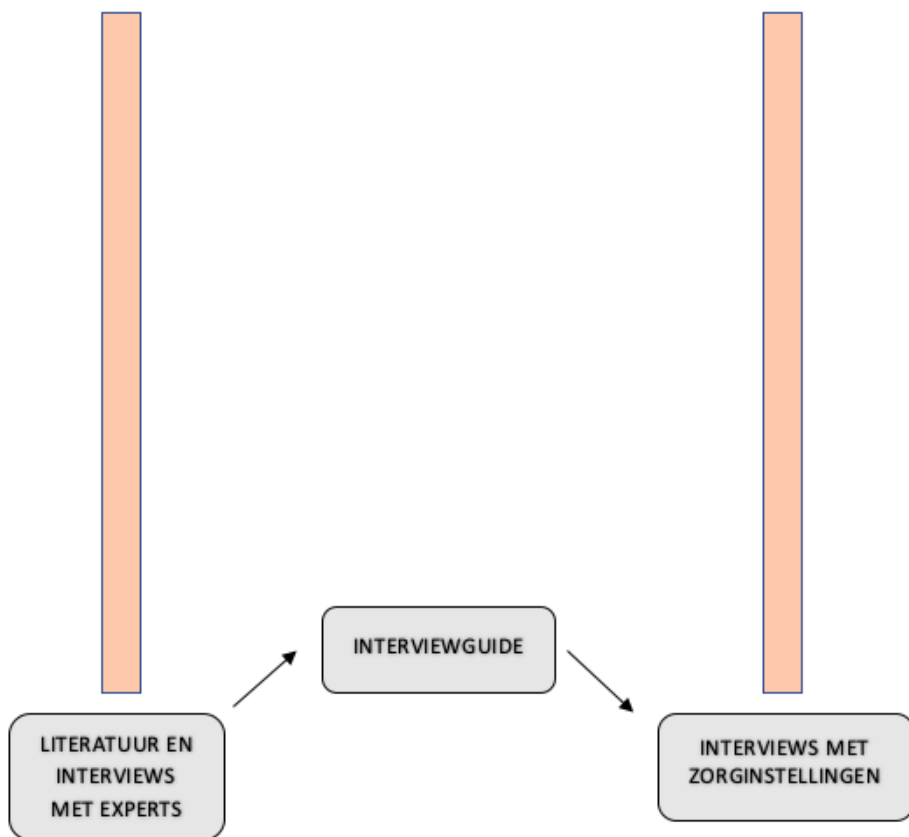 INTERVIEWGUIDE
LITERATUUR EN
INTERVIEWS
MET EXPERTS
INTERVIEWS MET
ZORGINSTELLINGEN